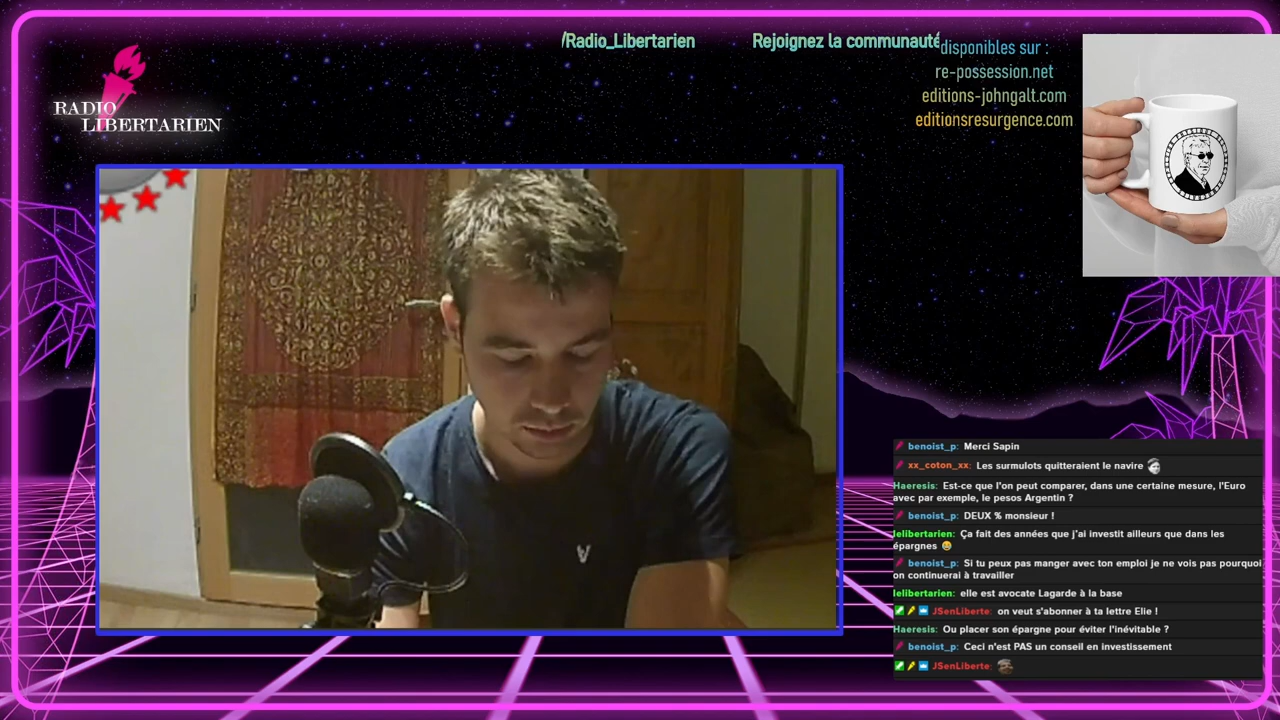 RADIO
LIBERTARIEN
/Radio_Libertarien
Rejoignez la communauté
disponibles sur :
re-possession.net
editions-johngalt.com
editionsresurgence.com
benoist_p: Merci Sapin
xx_coton_xx: Les surmulots quitteraient le navire
Haeresis: Est-ce que l'on peut comparer, dans une certaine mesure, l'Euro
avec par exemple, le pesos Argentin ?
benoist_p: DEUX % monsieur !
lelibertarien: Ça fait des années que j'ai investit ailleurs que dans les
épargnes
benoist_p: Si tu peux pas manger avec ton emploi je ne vois pas pourquoi
on continuerai à travailler
lelibertarien: elle est avocate Lagarde à la base
JSenLiberte: on veut s'abonner à ta lettre Elie !
Haeresis: Ou placer son épargne pour éviter l'inévitable ?
benoist_p: Ceci n'est PAS un conseil en investissement
JSenLiberte: